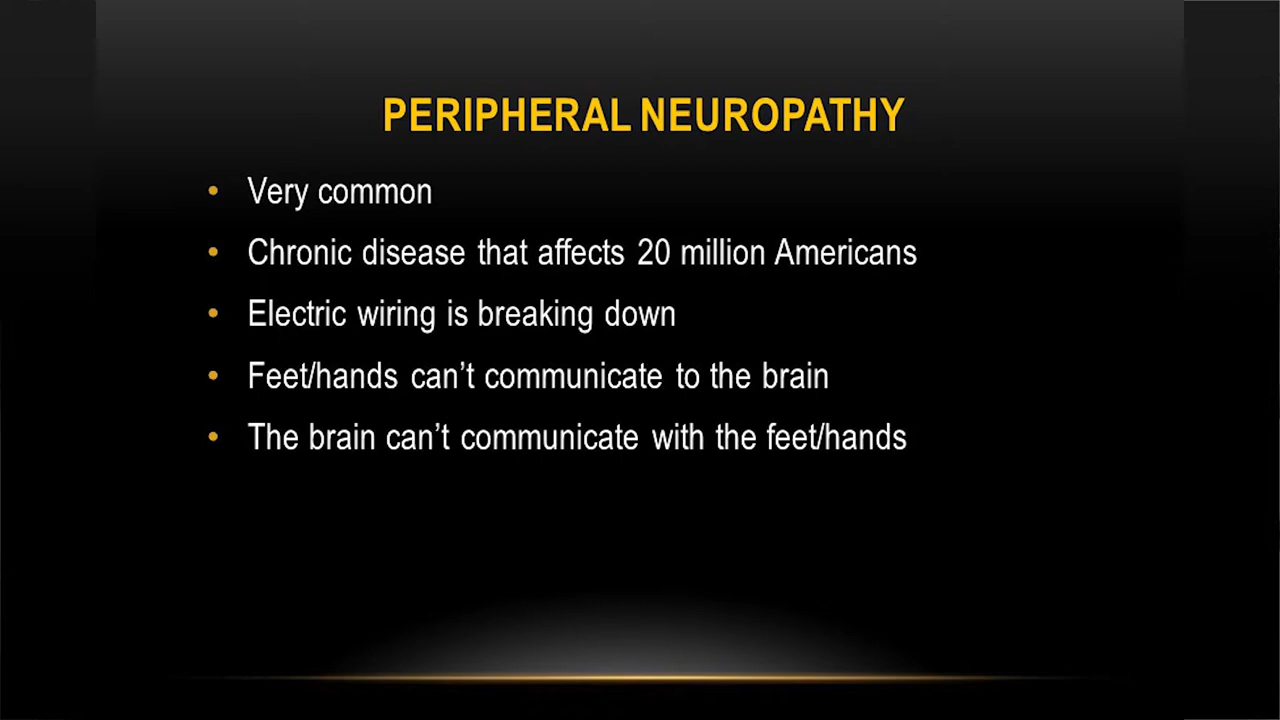 PERIPHERAL NEUROPATHY
• Very common
• Chronic disease that affects 20 million Americans
• Electric wiring is breaking down
• Feet/hands can’t communicate to the brain
• The brain can’t communicate with the feet/hands